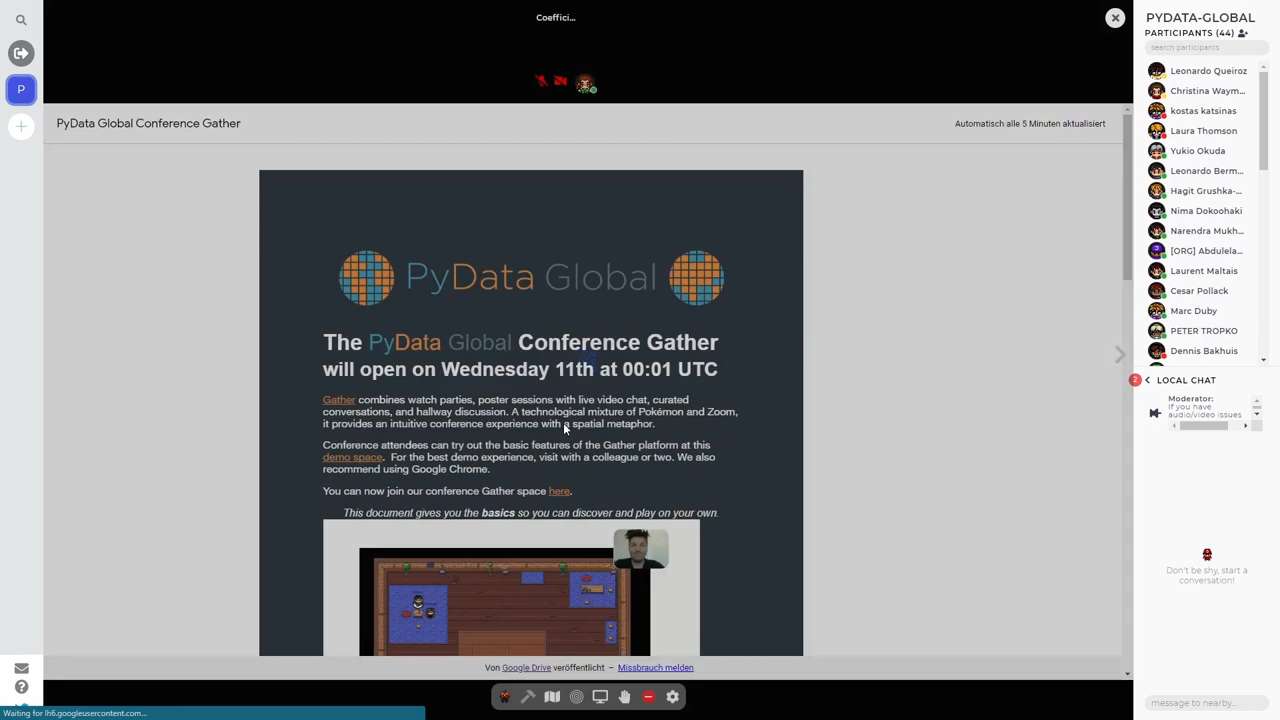 Coeffici...
P
PyData Global Conference Gather
Automatisch alle 5 Minuten aktualisiert
PyData Global
The PyData Global Conference Gather
will open on Wednesday 11th at 00:01 UTC
Gather combines watch parties, poster sessions with live video chat, curated
conversations, and hallway discussion. A technological mixture of Pokémon and Zoom,
it provides an intuitive conference experience with a spatial metaphor.
Conference attendees can try out the basic features of the Gather platform at this
demo space. For the best demo experience, visit with a colleague or two. We also
recommend using Google Chrome.
You can now join our conference Gather space here.
This document gives you the basics so you can discover and play on your own.
Von Google Drive veröffentlicht – Missbrauch melden
Waiting for lh6.googleusercontent.com...
PYDATA-GLOBAL
PARTICIPANTS (44)
search participants
Leonardo Queiroz
Christina Waym...
kostas katsinas
Laura Thomson
Yukio Okuda
Leonardo Berm...
Hagit Grushka-...
Nima Dokoohaki
Narendra Mukh...
[ORG] Abdulela...
Laurent Maltais
Cesar Pollack
Marc Duby
PETER TROPKO
Dennis Bakhuis
2 LOCAL CHAT
Moderator:
If you have
audio/video issues
Don't be shy, start a
conversation!
message to nearby...